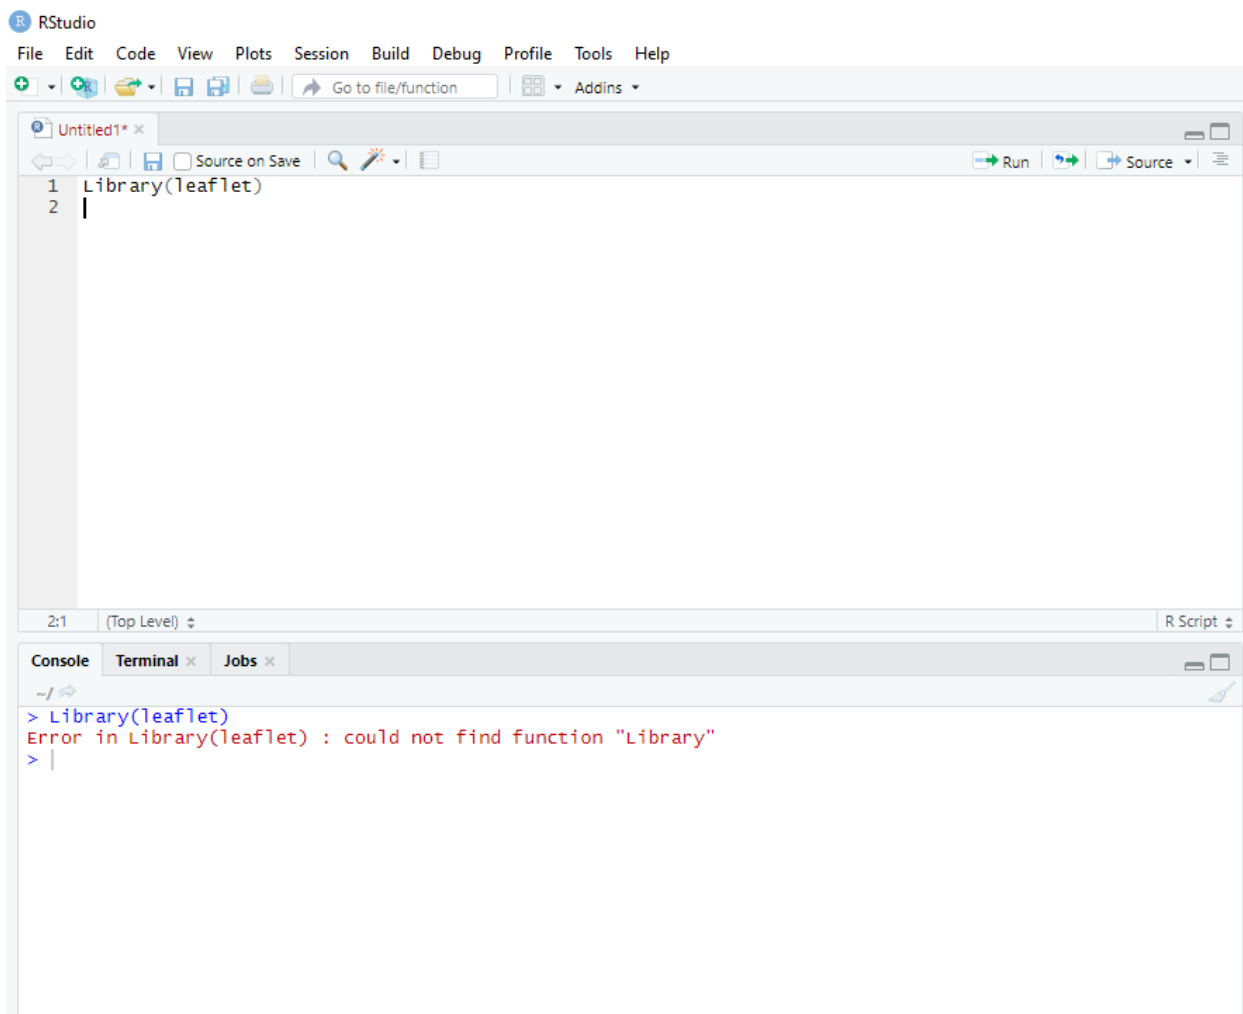 RStudio
File Edit Code View Plots Session Build Debug Profile Tools Help
Go to file/function Addins
Untitled1*
Source on Save Run Source
1 Library(leaflet)
2
2:1 (Top Level) R Script
Console Terminal Jobs
~/
> Library(leaflet)
Error in Library(leaflet) : could not find function "Library"
>